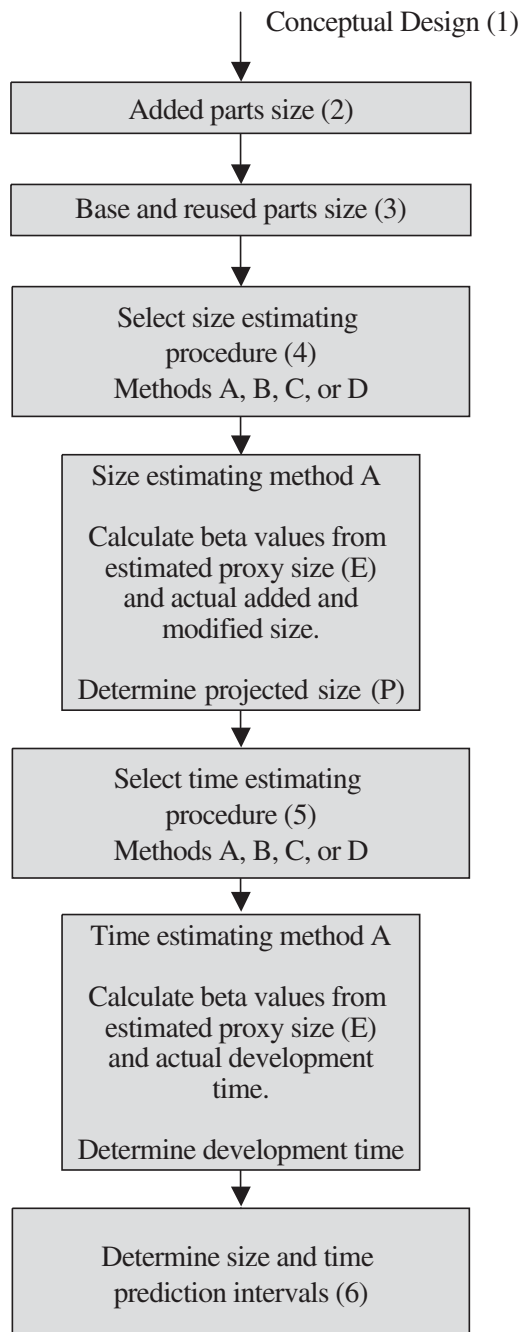 Conceptual Design (1)
Added parts size (2)
Base and reused parts size (3)
Select size estimating
procedure (4)
Methods A, B, C, or D
Size estimating method A
Calculate beta values from
estimated proxy size (E)
and actual added and
modified size.
Determine projected size (P)
Select time estimating
procedure (5)
Methods A, B, C, or D
Time estimating method A
Calculate beta values from
estimated proxy size (E)
and actual development
time.
Determine development time
Determine size and time
prediction intervals (6)